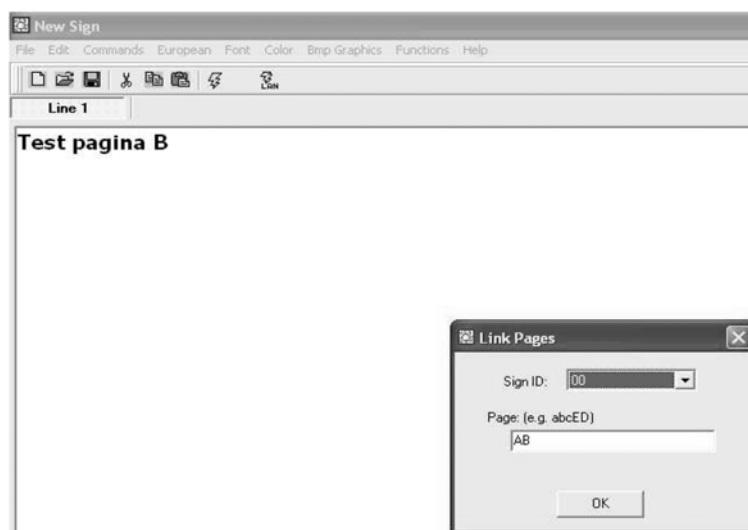 New Sign
File Edit Commands European Font Color Bmp Graphics Functions Help
LAN
Line 1
Test pagina B
Link Pages
Sign ID: 00
Page: (e.g. abcED)
AB
OK